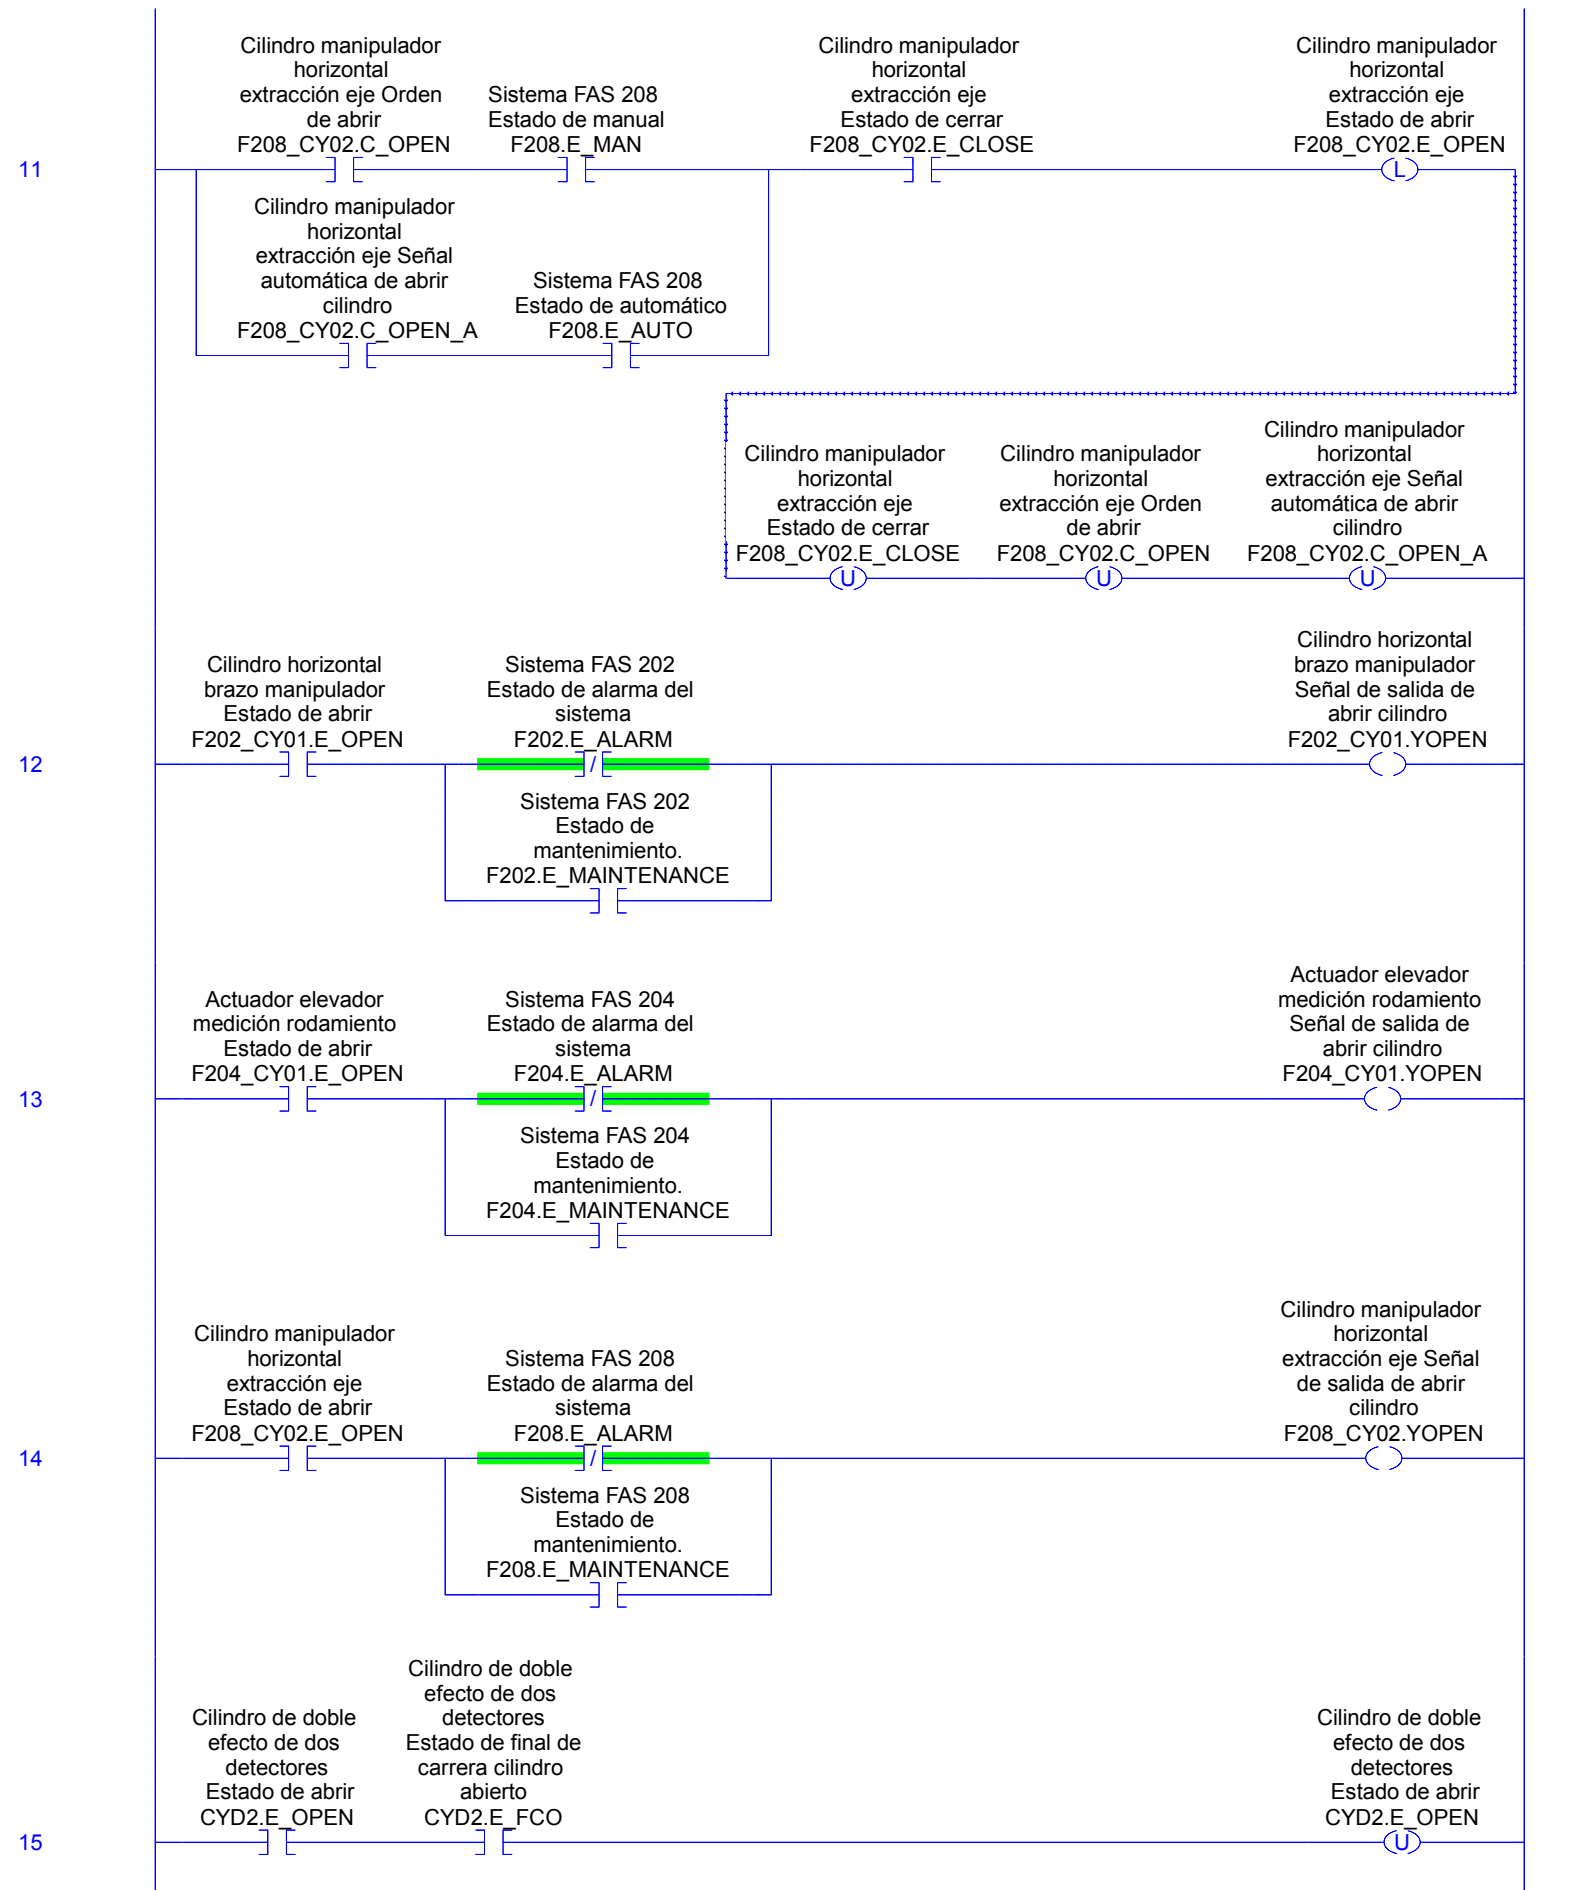 Cilindro manipulador
horizontal
extracción eje Orden
de abrir
F208_CY02.C_OPEN
Sistema FAS 208
Estado de manual
F208.E_MAN
Cilindro manipulador
horizontal
extracción eje
Estado de cerrar
F208_CY02.E_CLOSE
Cilindro manipulador
horizontal
extracción eje
Estado de abrir
F208_CY02.E_OPEN
11
L
Cilindro manipulador
horizontal
extracción eje Señal
automática de abrir
cilindro
F208_CY02.C_OPEN_A
Sistema FAS 208
Estado de automático
F208.E_AUTO
Cilindro manipulador
horizontal
extracción eje
Estado de cerrar
F208_CY02.E_CLOSE
U
Cilindro manipulador
horizontal
extracción eje Orden
de abrir
F208_CY02.C_OPEN
U
Cilindro manipulador
horizontal
extracción eje Señal
automática de abrir
cilindro
F208_CY02.C_OPEN_A
U
Cilindro horizontal
brazo manipulador
Estado de abrir
F202_CY01.E_OPEN
Sistema FAS 202
Estado de alarma del
sistema
F202.E_ALARM
Cilindro horizontal
brazo manipulador
Señal de salida de
abrir cilindro
F202_CY01.YOPEN
12
/
Sistema FAS 202
Estado de
mantenimiento.
F202.E_MAINTENANCE
Actuador elevador
medición rodamiento
Estado de abrir
F204_CY01.E_OPEN
Sistema FAS 204
Estado de alarma del
sistema
F204.E_ALARM
Actuador elevador
medición rodamiento
Señal de salida de
abrir cilindro
F204_CY01.YOPEN
13
/
Sistema FAS 204
Estado de
mantenimiento.
F204.E_MAINTENANCE
Cilindro manipulador
horizontal
extracción eje
Estado de abrir
F208_CY02.E_OPEN
Sistema FAS 208
Estado de alarma del
sistema
F208.E_ALARM
Cilindro manipulador
horizontal
extracción eje Señal
de salida de abrir
cilindro
F208_CY02.YOPEN
14
/
Sistema FAS 208
Estado de
mantenimiento.
F208.E_MAINTENANCE
Cilindro de doble
efecto de dos
detectores
Estado de abrir
CYD2.E_OPEN
Cilindro de doble
efecto de dos
detectores
Estado de final de
carrera cilindro
abierto
CYD2.E_FCO
Cilindro de doble
efecto de dos
detectores
Estado de abrir
CYD2.E_OPEN
15
U